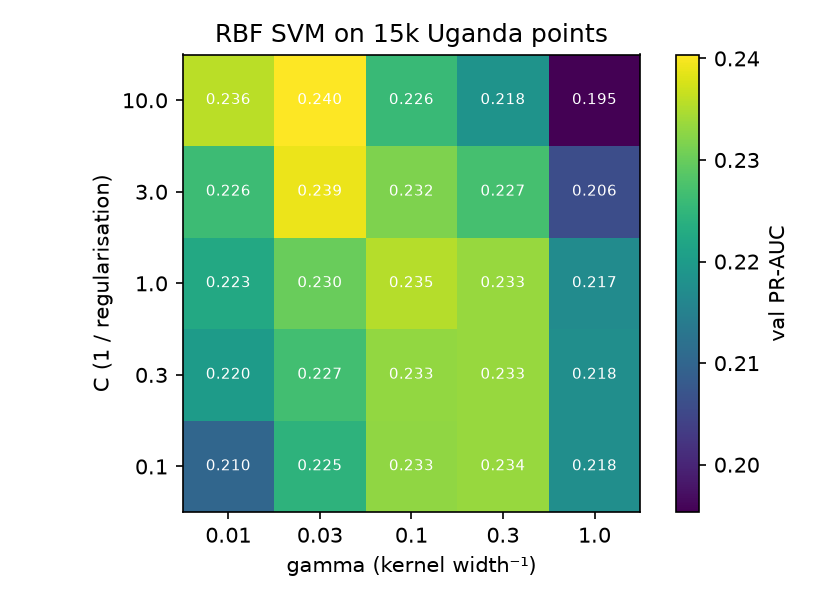 RBF SVM on 15k Uganda points
10.0 0.236 0.240 0.226 0.218 0.195
3.0 0.226 0.239 0.232 0.227 0.206
1.0 0.223 0.230 0.235 0.233 0.217
0.3 0.220 0.227 0.233 0.233 0.218
0.1 0.210 0.225 0.233 0.234 0.218
0.01 0.03 0.1 0.3 1.0
gamma (kernel width⁻¹)
C (1 / regularisation)
0.24
0.23
0.22
0.21
0.20
val PR-AUC